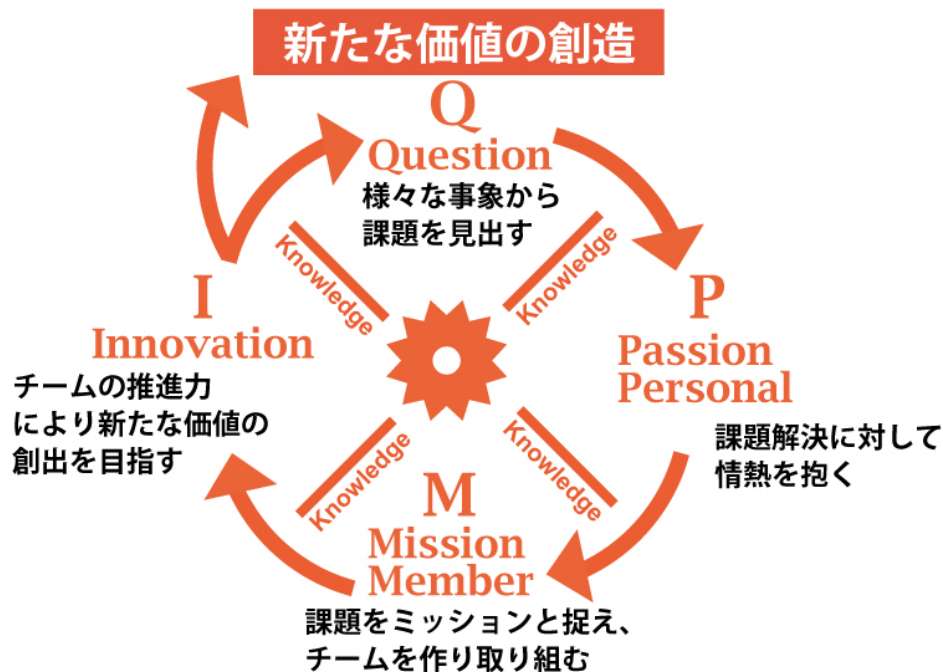 新たな価値の創造
Q
Question
様々な事象から
課題を見出す
Knowledge
Knowledge
P
Passion
Personal
課題解決に対して
情熱を抱く
I
Innovation
チームの推進力
により新たな価値の
創出を目指す
Knowledge
Knowledge
M
Mission
Member
課題をミッションと捉え、
チームを作り取り組む